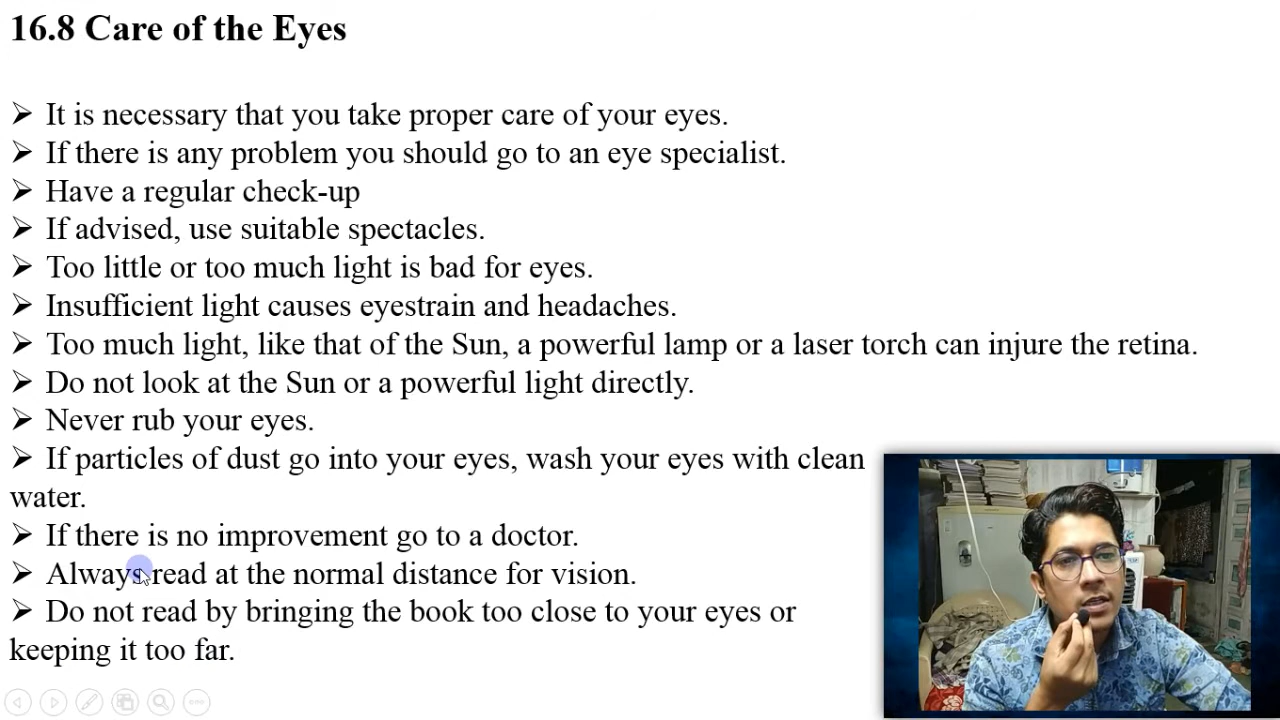 16.8 Care of the Eyes
➢ It is necessary that you take proper care of your eyes.
➢ If there is any problem you should go to an eye specialist.
➢ Have a regular check-up
➢ If advised, use suitable spectacles.
➢ Too little or too much light is bad for eyes.
➢ Insufficient light causes eyestrain and headaches.
➢ Too much light, like that of the Sun, a powerful lamp or a laser torch can injure the retina.
➢ Do not look at the Sun or a powerful light directly.
➢ Never rub your eyes.
➢ If particles of dust go into your eyes, wash your eyes with clean
water.
➢ If there is no improvement go to a doctor.
➢ Always read at the normal distance for vision.
➢ Do not read by bringing the book too close to your eyes or
keeping it too far.